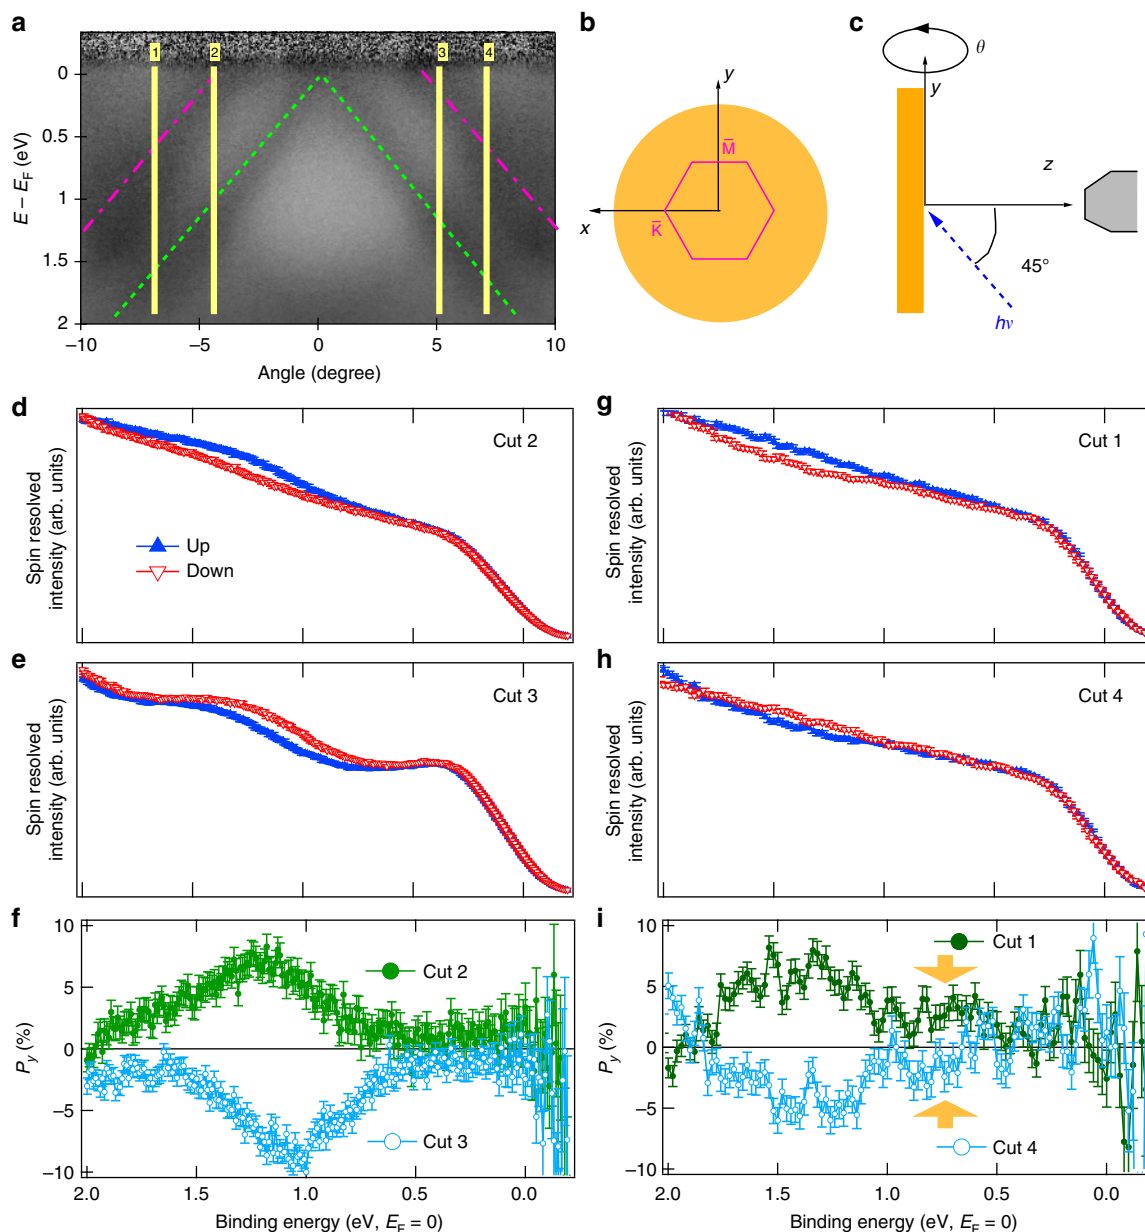 a
1
2
3
4
0
0.5
1
1.5
2
E – E_F (eV)
–10
–5
0
5
10
Angle (degree)
b
y
M̅
x
K̅
c
θ
y
z
45°
hν
d
Cut 2
Up
Down
Spin resolved
intensity (arb. units)
g
Cut 1
Spin resolved
intensity (arb. units)
e
Cut 3
Spin resolved
intensity (arb. units)
h
Cut 4
Spin resolved
intensity (arb. units)
f
10
5
0
–5
–10
P_y (%)
Cut 2
Cut 3
2.0
1.5
1.0
0.5
0.0
Binding energy (eV, E_F = 0)
i
10
5
0
–5
–10
P_y (%)
Cut 1
Cut 4
2.0
1.5
1.0
0.5
0.0
Binding energy (eV, E_F = 0)